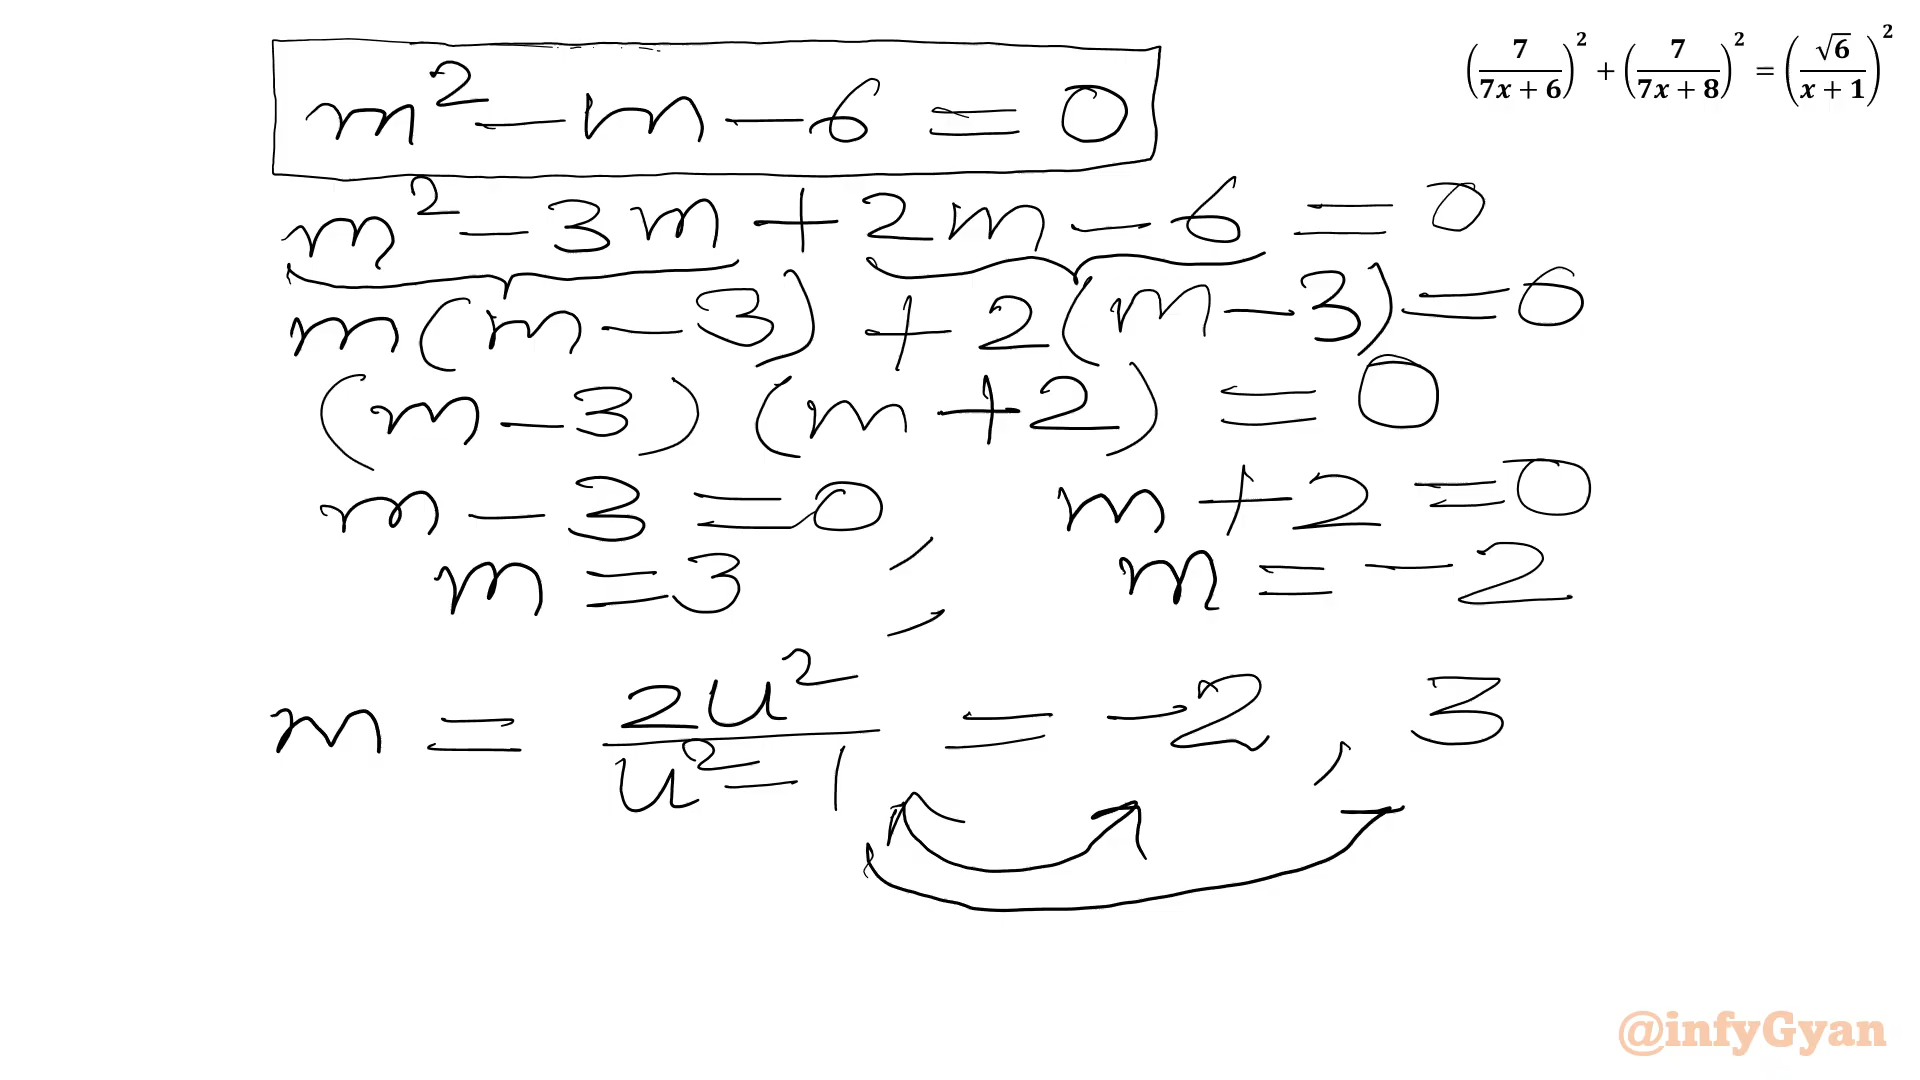 m² - m - 6 = 0
(7/(7x + 6))² + (7/(7x + 8))² = (√6/(x + 1))²
m² - 3m + 2m - 6 = 0
m(m - 3) + 2(m - 3) = 0
(m - 3) (m + 2) = 0
m - 3 = 0, m + 2 = 0
m = 3, m = -2
m = 2u²/(u² - 1) = -2, 3
@infyGyan